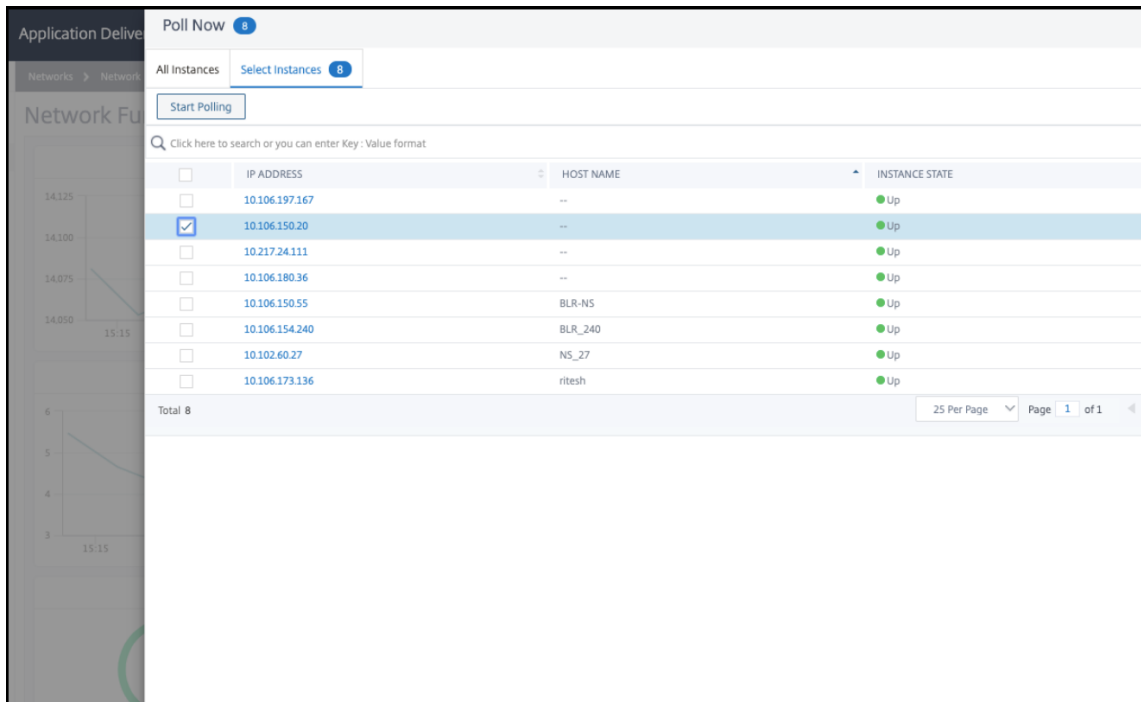 Application Delive
Poll Now 8
Networks > Network
All Instances Select Instances 8
Network Fu
Start Polling
Click here to search or you can enter Key : Value format
IP ADDRESS HOST NAME INSTANCE STATE
10.106.197.167 -- Up
10.106.150.20 -- Up
10.217.24.111 -- Up
10.106.180.36 -- Up
10.106.150.55 BLR-NS Up
10.106.154.240 BLR_240 Up
10.102.60.27 NS_27 Up
10.106.173.136 ritesh Up
Total 8 25 Per Page Page 1 of 1
14,125
14,100
14,075
14,050
15:15
6
5
4
3
15:15